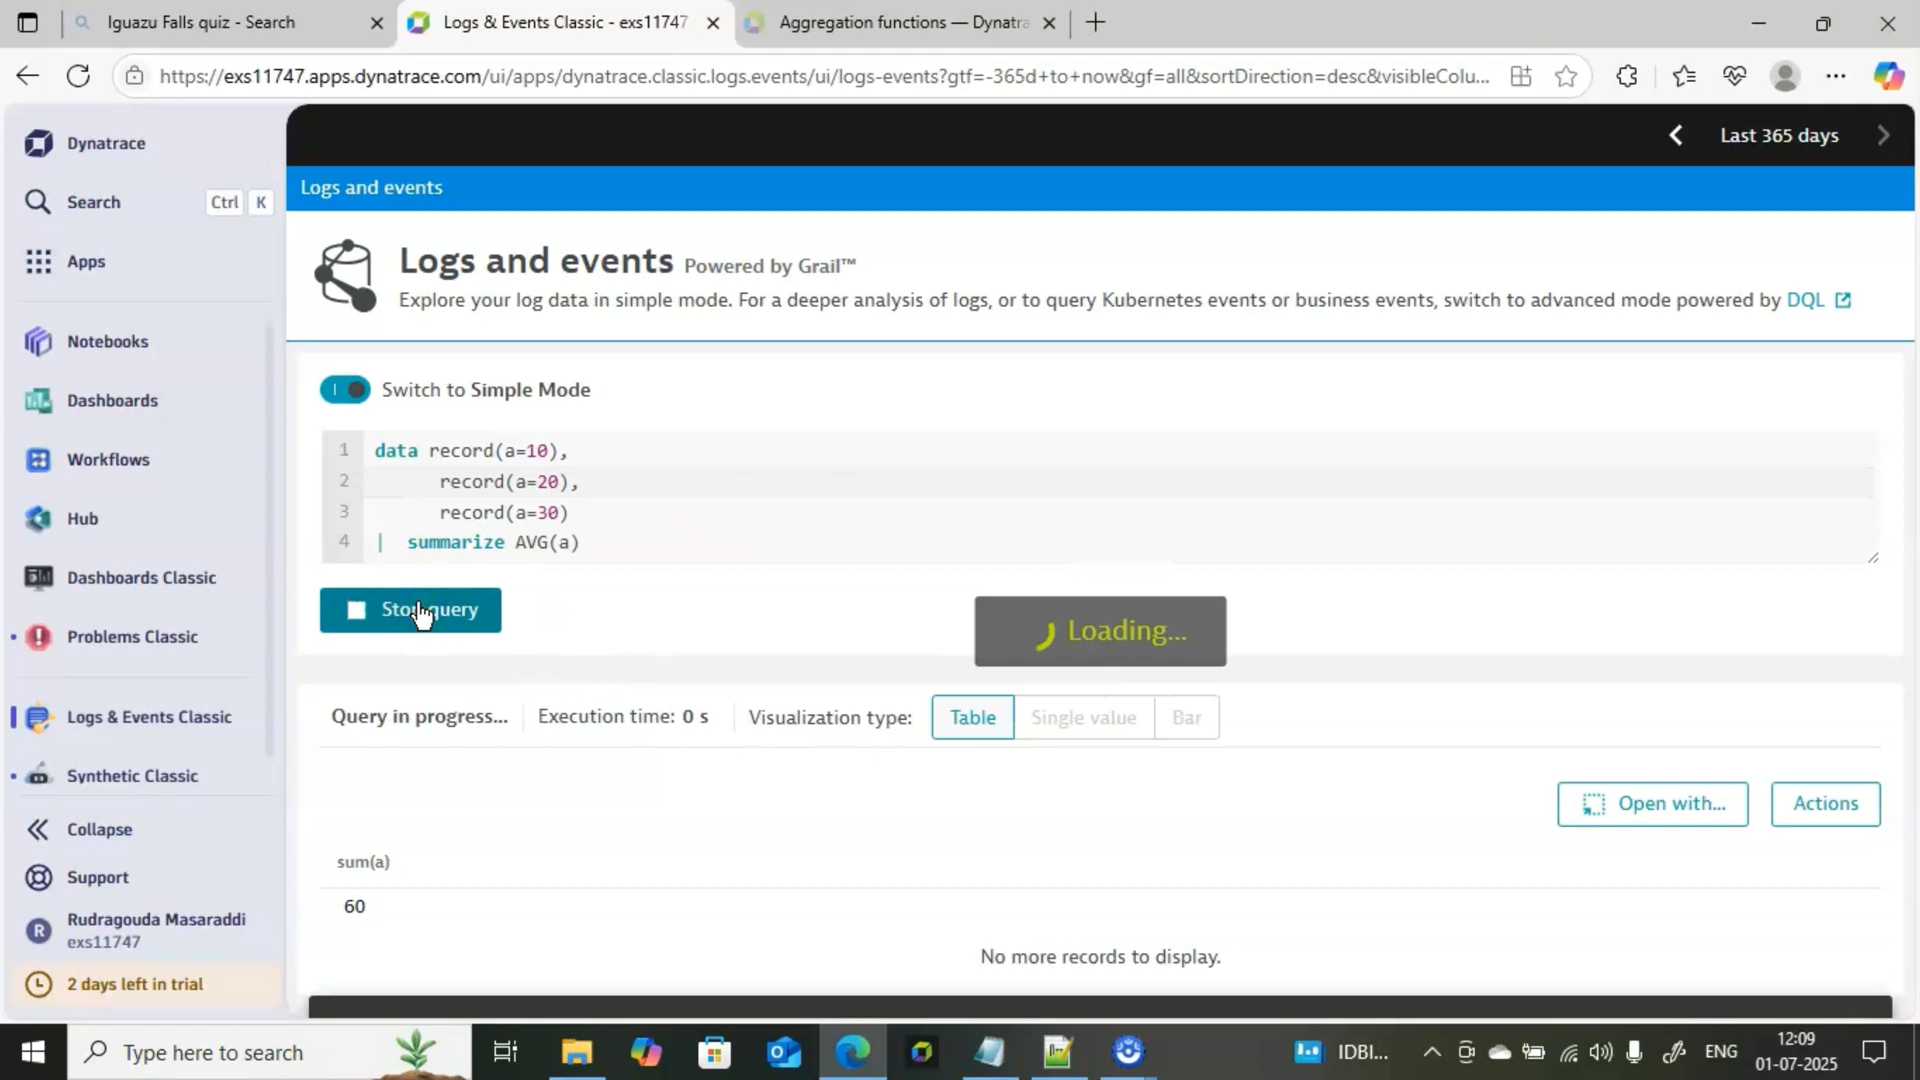 Iguazu Falls quiz - Search
Logs & Events Classic - exs11747
Aggregation functions — Dynatra
https://exs11747.apps.dynatrace.com/ui/apps/dynatrace.classic.logs.events/ui/logs-events?gtf=-365d+to+now&gf=all&sortDirection=desc&visibleColu...
Dynatrace
Search Ctrl K
Apps
Notebooks
Dashboards
Workflows
Hub
Dashboards Classic
Problems Classic
Logs & Events Classic
Synthetic Classic
Collapse
Support
R Rudragouda Masaraddi
exs11747
2 days left in trial
Last 365 days
Logs and events
Logs and events Powered by Grail™
Explore your log data in simple mode. For a deeper analysis of logs, or to query Kubernetes events or business events, switch to advanced mode powered by DQL
Switch to Simple Mode
1 data record(a=10),
2 record(a=20),
3 record(a=30)
4 | summarize AVG(a)
Stop query
Loading...
Query in progress... Execution time: 0 s Visualization type: Table Single value Bar
Open with... Actions
sum(a)
60
No more records to display.
Type here to search
IDBI... ENG
12:09
01-07-2025